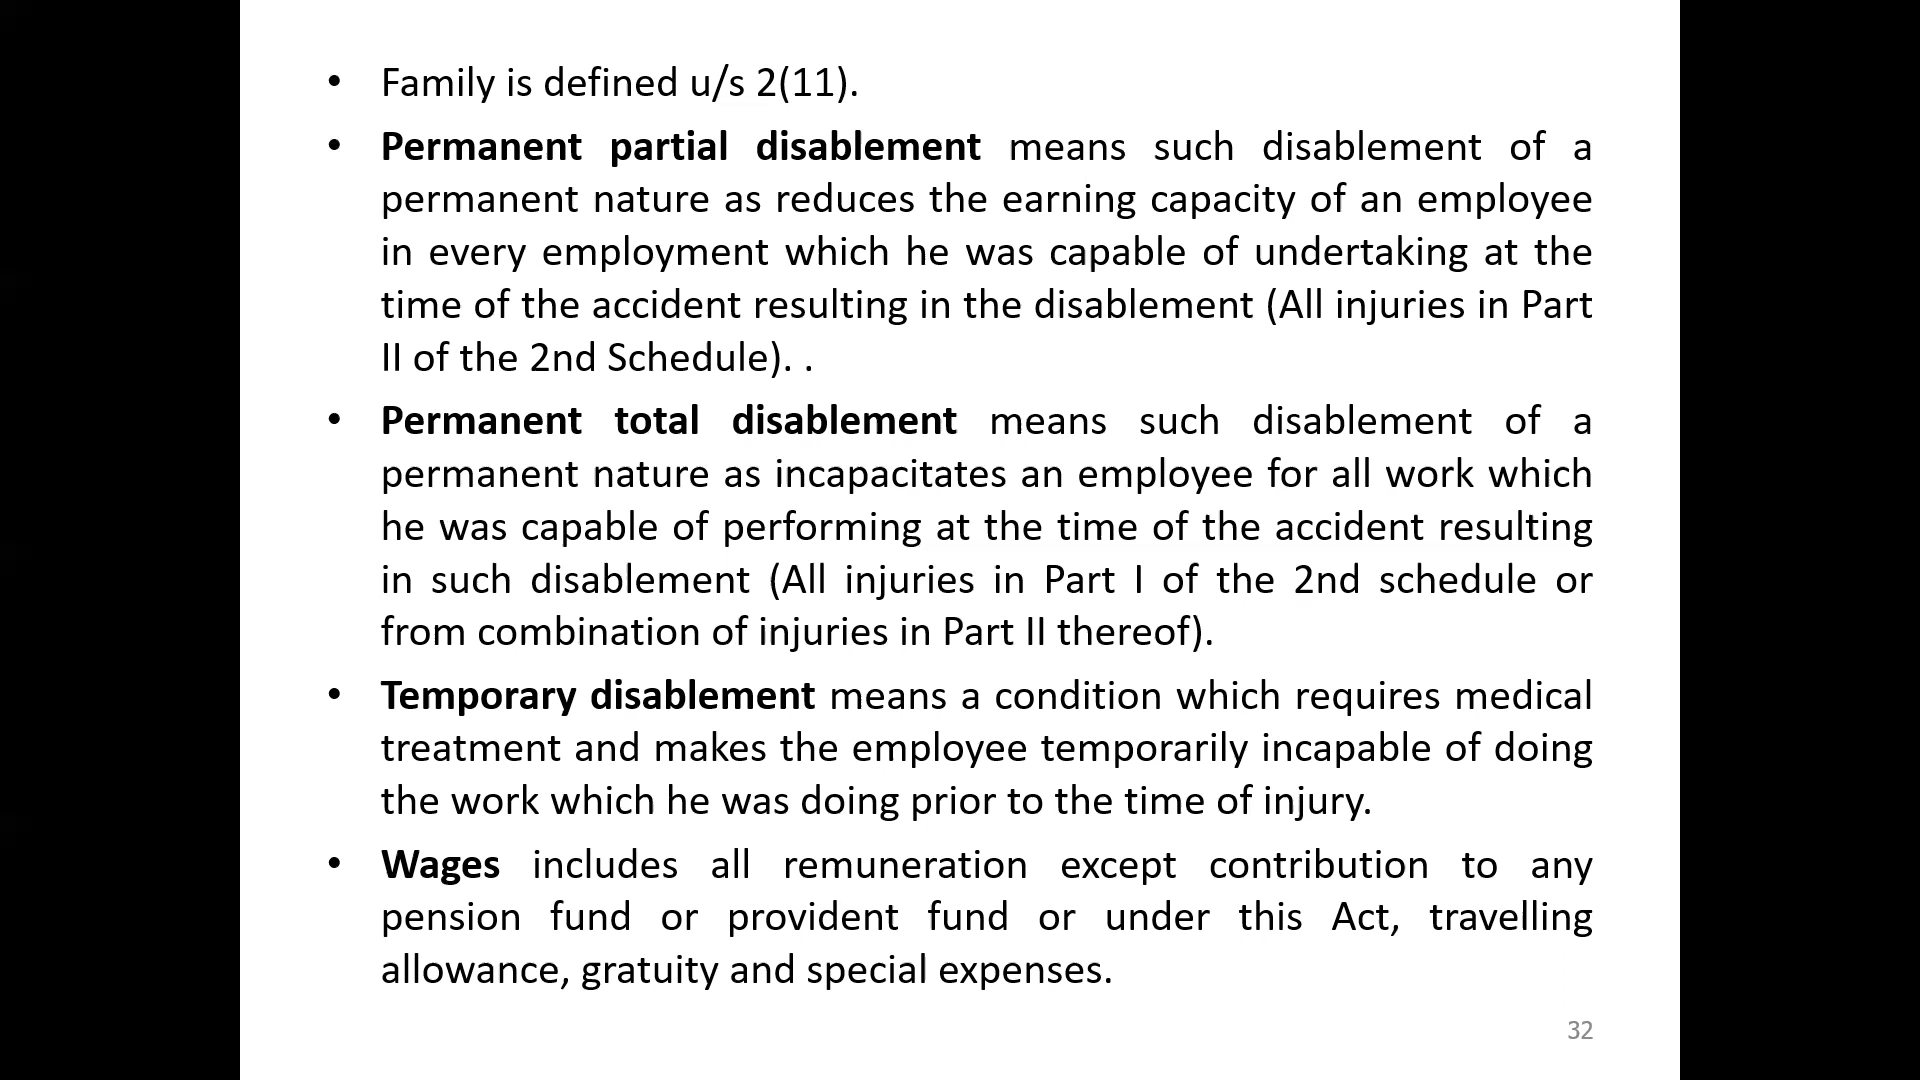 • Family is defined u/s 2(11).
• Permanent partial disablement means such disablement of a
permanent nature as reduces the earning capacity of an employee
in every employment which he was capable of undertaking at the
time of the accident resulting in the disablement (All injuries in Part
II of the 2nd Schedule). .
• Permanent total disablement means such disablement of a
permanent nature as incapacitates an employee for all work which
he was capable of performing at the time of the accident resulting
in such disablement (All injuries in Part I of the 2nd schedule or
from combination of injuries in Part II thereof).
• Temporary disablement means a condition which requires medical
treatment and makes the employee temporarily incapable of doing
the work which he was doing prior to the time of injury.
• Wages includes all remuneration except contribution to any
pension fund or provident fund or under this Act, travelling
allowance, gratuity and special expenses.
32